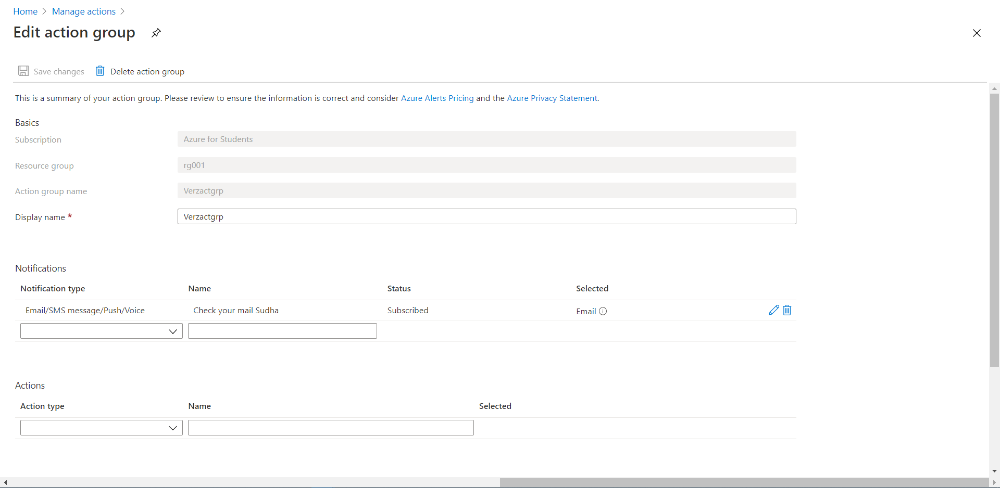 Home > Manage actions >
Edit action group
Save changes Delete action group
This is a summary of your action group. Please review to ensure the information is correct and consider Azure Alerts Pricing and the Azure Privacy Statement.
Basics
Subscription Azure for Students
Resource group rg001
Action group name Verzactgrp
Display name * Verzactgrp
Notifications
Notification type Name Status Selected
Email/SMS message/Push/Voice Check your mail Sudha Subscribed Email
Actions
Action type Name Selected